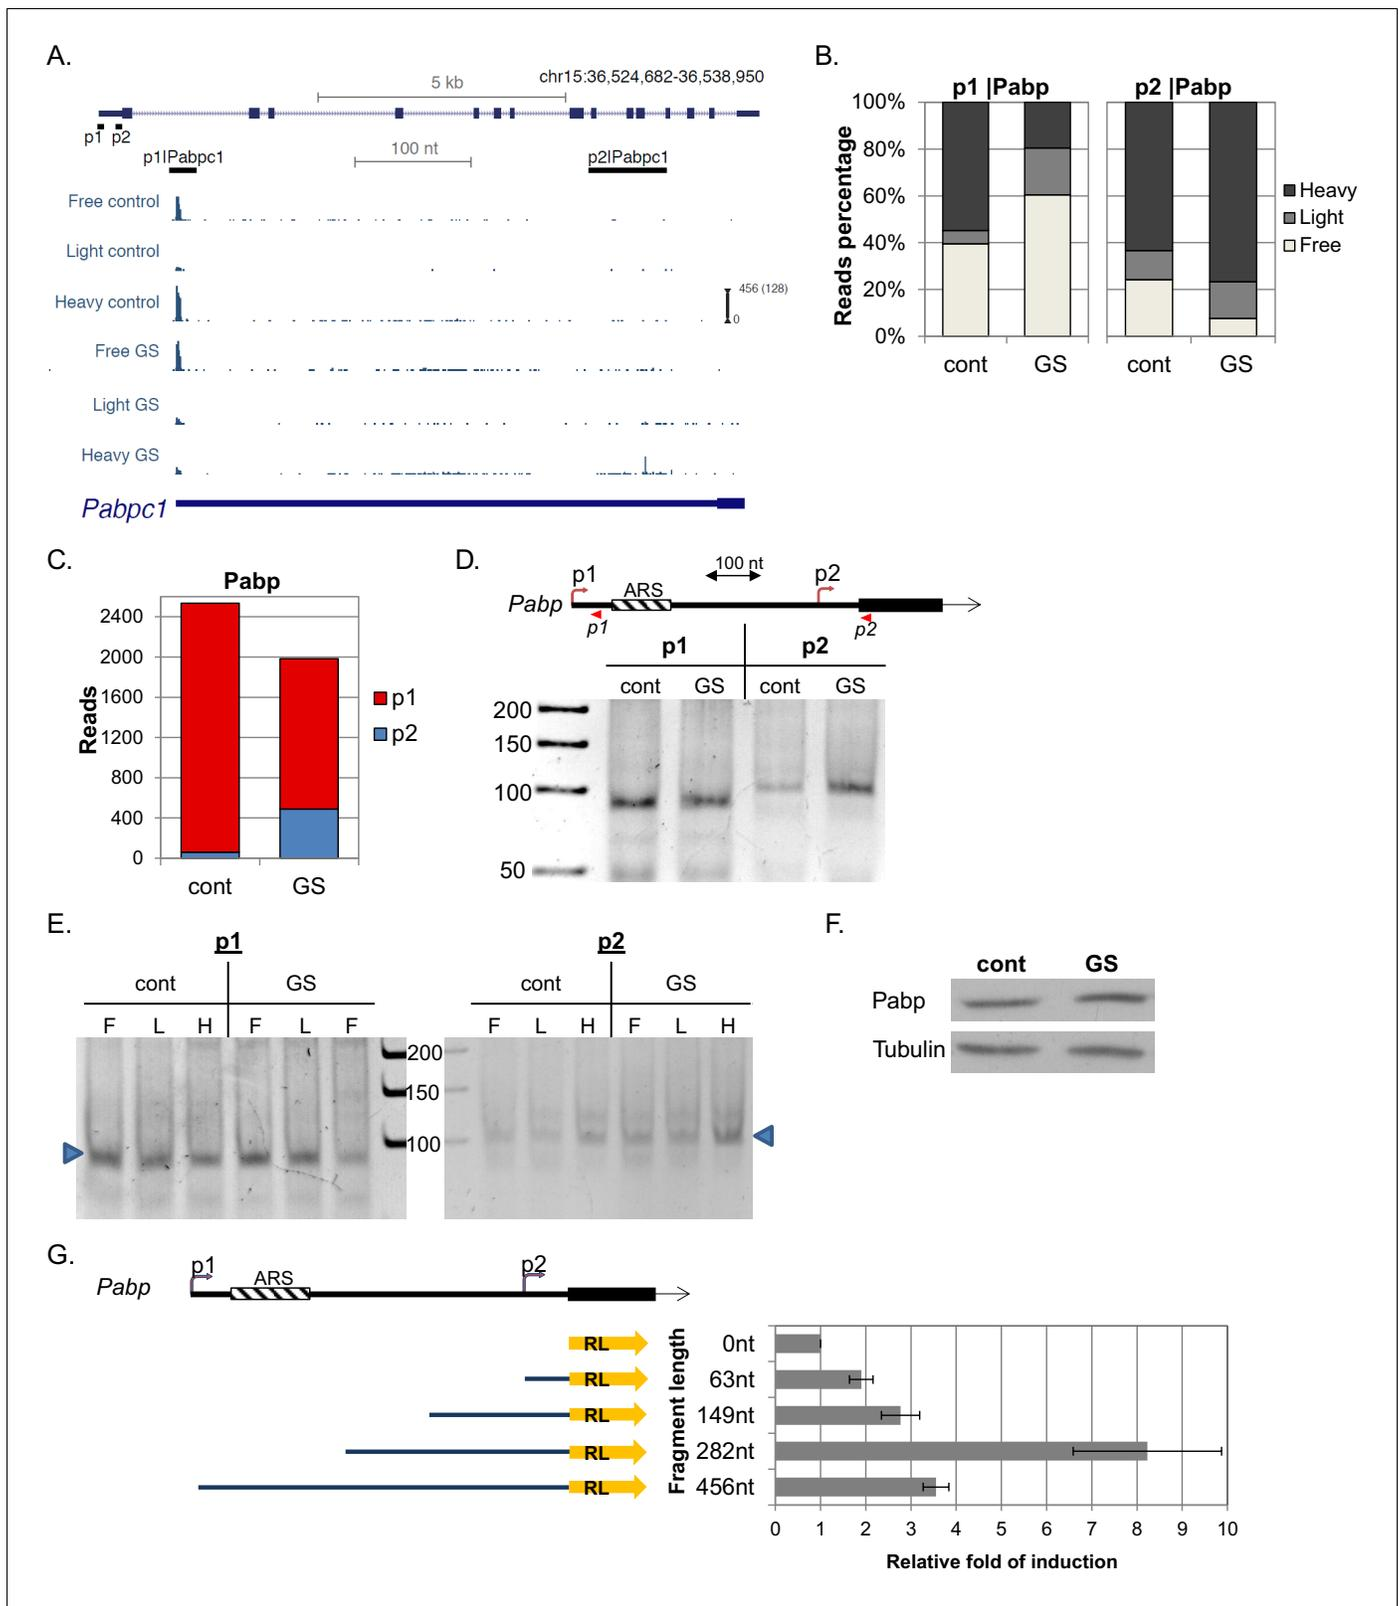 A.
5 kb
chr15:36,524,682-36,538,950
p1 p2
100 nt
p1|Pabpc1
p2|Pabpc1
Free control
Light control
Heavy control
456 (128)
0
Free GS
Light GS
Heavy GS
Pabpc1
B.
p1 |Pabp
p2 |Pabp
Reads percentage
100%
80%
60%
40%
20%
0%
cont GS
cont GS
Heavy
Light
Free
C.
Pabp
Reads
2400
2000
1600
1200
800
400
0
cont GS
p1
p2
D.
100 nt
p1
ARS
p2
Pabp
p1
p2
p1 p2
cont GS cont GS
200
150
100
50
E.
p1
cont GS
F L H F L F
200
150
100
p2
cont GS
F L H F L H
F.
cont GS
Pabp
Tubulin
G.
p1
ARS
p2
Pabp
RL
RL
RL
RL
RL
Fragment length
0nt
63nt
149nt
282nt
456nt
0 1 2 3 4 5 6 7 8 9 10
Relative fold of induction